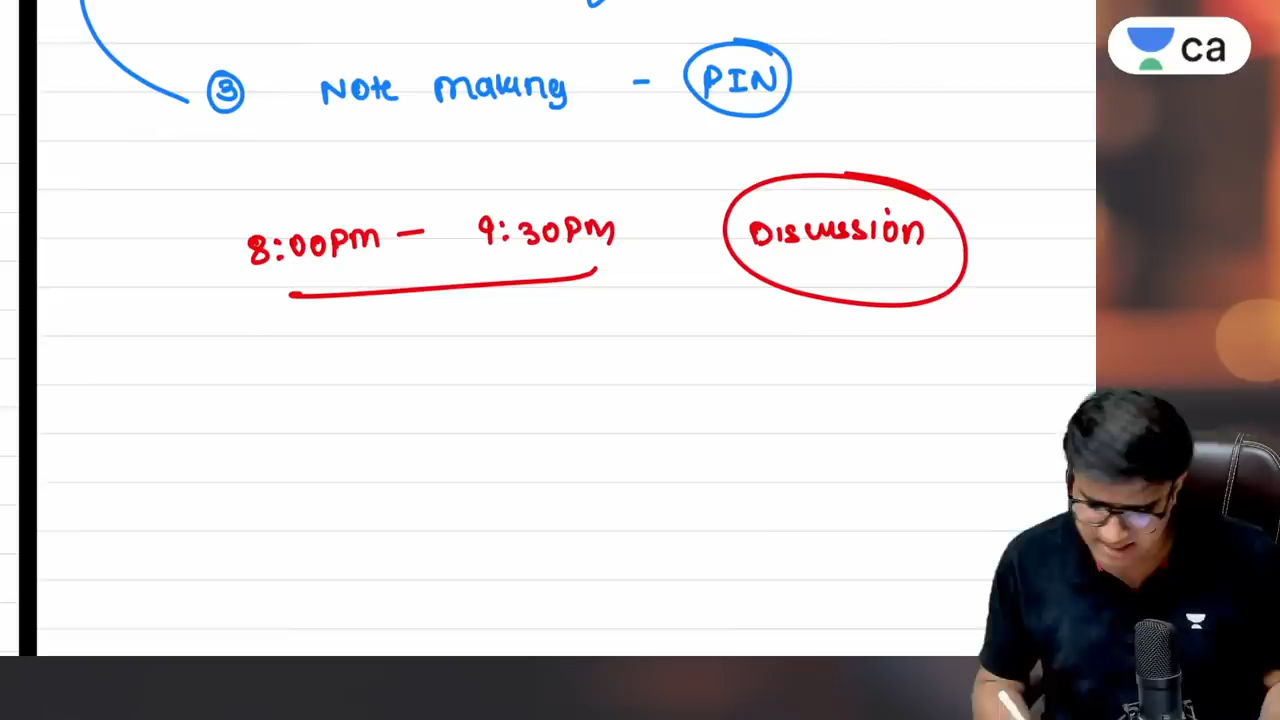 ca
③ Note making - PIN
8:00PM - 9:30PM Discussion